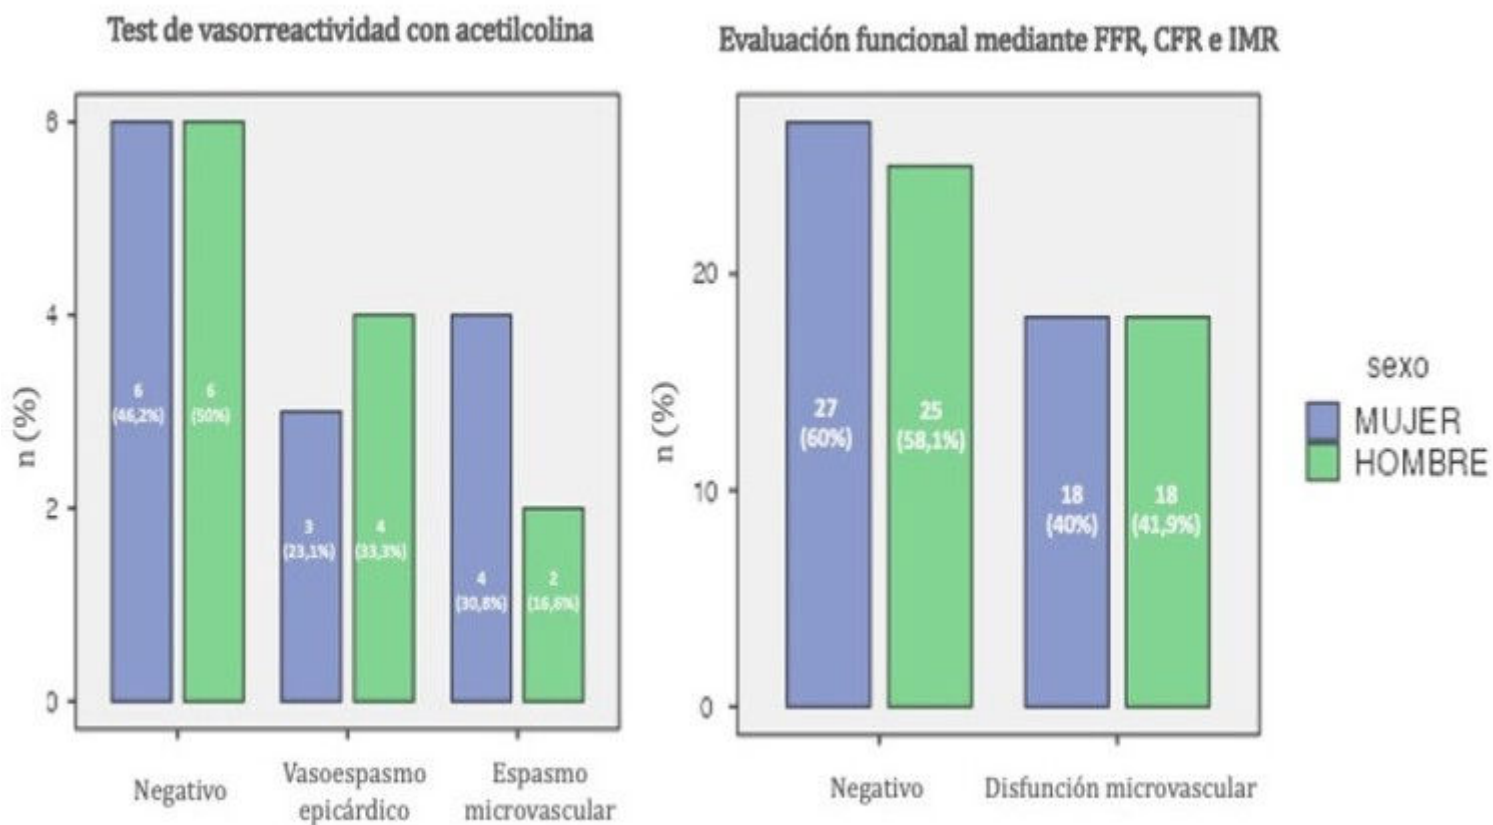 Test de vasorreactividad con acetilcolina
n (%)
6
4
2
0
6
(46,2%)
6
(50%)
3
(23,1%)
4
(33,3%)
4
(30,8%)
2
(16,6%)
Negativo
Vasoespasmo
epicárdico
Espasmo
microvascular
Evaluación funcional mediante FFR, CFR e IMR
n (%)
20
10
0
27
(60%)
25
(58,1%)
18
(40%)
18
(41,9%)
Negativo
Disfunción microvascular
sexo
MUJER
HOMBRE